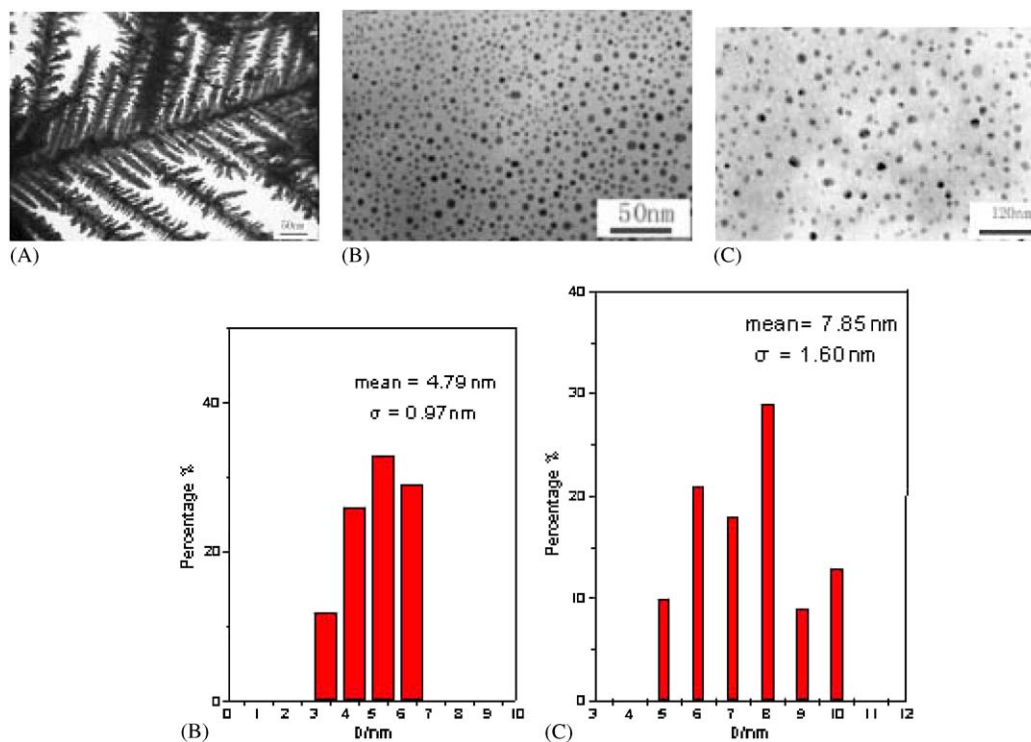 50nm
50nm
120nm
(A)
(B)
(C)
mean = 4.79 nm
σ = 0.97nm
40
20
0
Percentage %
0 1 2 3 4 5 6 7 8 9 10
D/nm
(B)
mean= 7.85 nm
σ = 1.60 nm
40
30
20
10
0
Percentage %
3 4 5 6 7 8 9 10 11 12
D/nm
(C)